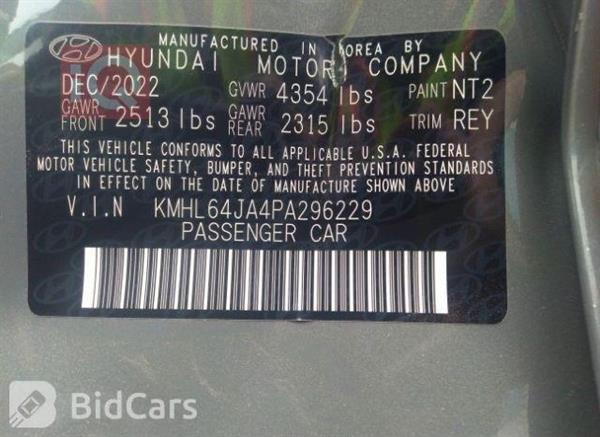 MANUFACTURED IN KOREA BY
HYUNDAI MOTOR COMPANY
DEC/2022 GVWR 4354 lbs PAINT NT2
GAWR FRONT 2513 lbs GAWR REAR 2315 lbs TRIM REY
THIS VEHICLE CONFORMS TO ALL APPLICABLE U.S.A. FEDERAL
MOTOR VEHICLE SAFETY, BUMPER, AND THEFT PREVENTION STANDARDS
IN EFFECT ON THE DATE OF MANUFACTURE SHOWN ABOVE
V.I.N KMHL64JA4PA296229
PASSENGER CAR
BidCars